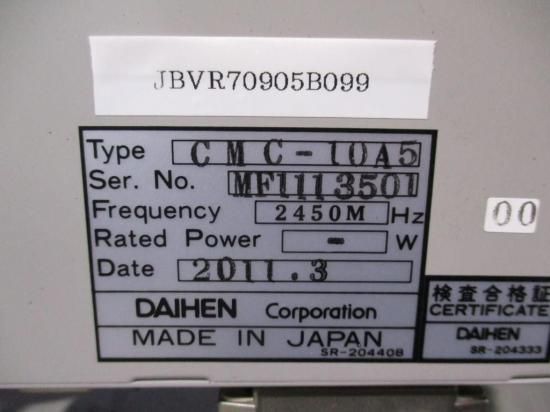 JBVR70905B099
Type CMC-10A5
Ser. No. MF1113501
Frequency 2450M Hz
Rated Power - W
Date 2011.3
DAIHEN Corporation
MADE IN JAPAN
SR-204408
00
検査合格証
CERTIFICATE
DAIHEN
SR-204333